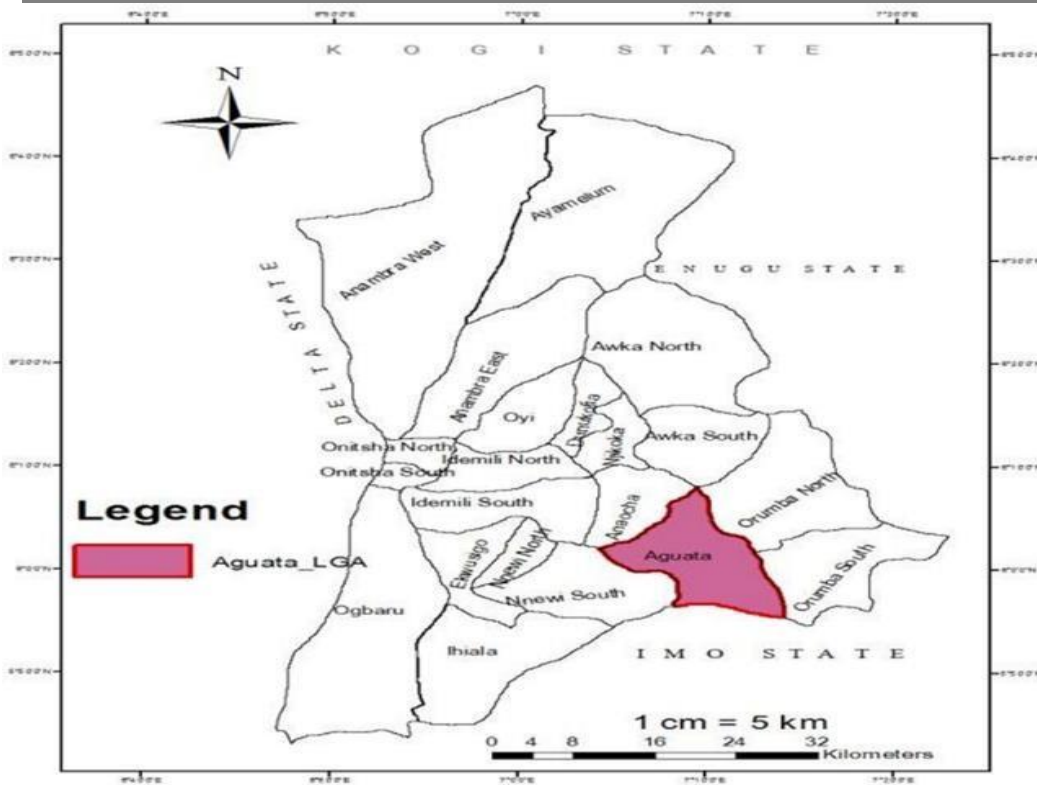 N
K O G I S T A T E
Ayamelum
Anambra West
E N U G U S T A T E
D E L T A S T A T E
Awka North
Anambra East
Oyi
Dunukofia
Njikoka
Awka South
Onitsha North
Idemili North
Onitsha South
Idemili South
Anaocha
Orumba North
Legend
Aguata_LGA
Aguata
Ekwusigo
Nnewi North
Nnewi South
Orumba South
Ogbaru
Ihiala
I M O S T A T E
1 cm = 5 km
0 4 8 16 24 32
Kilometers